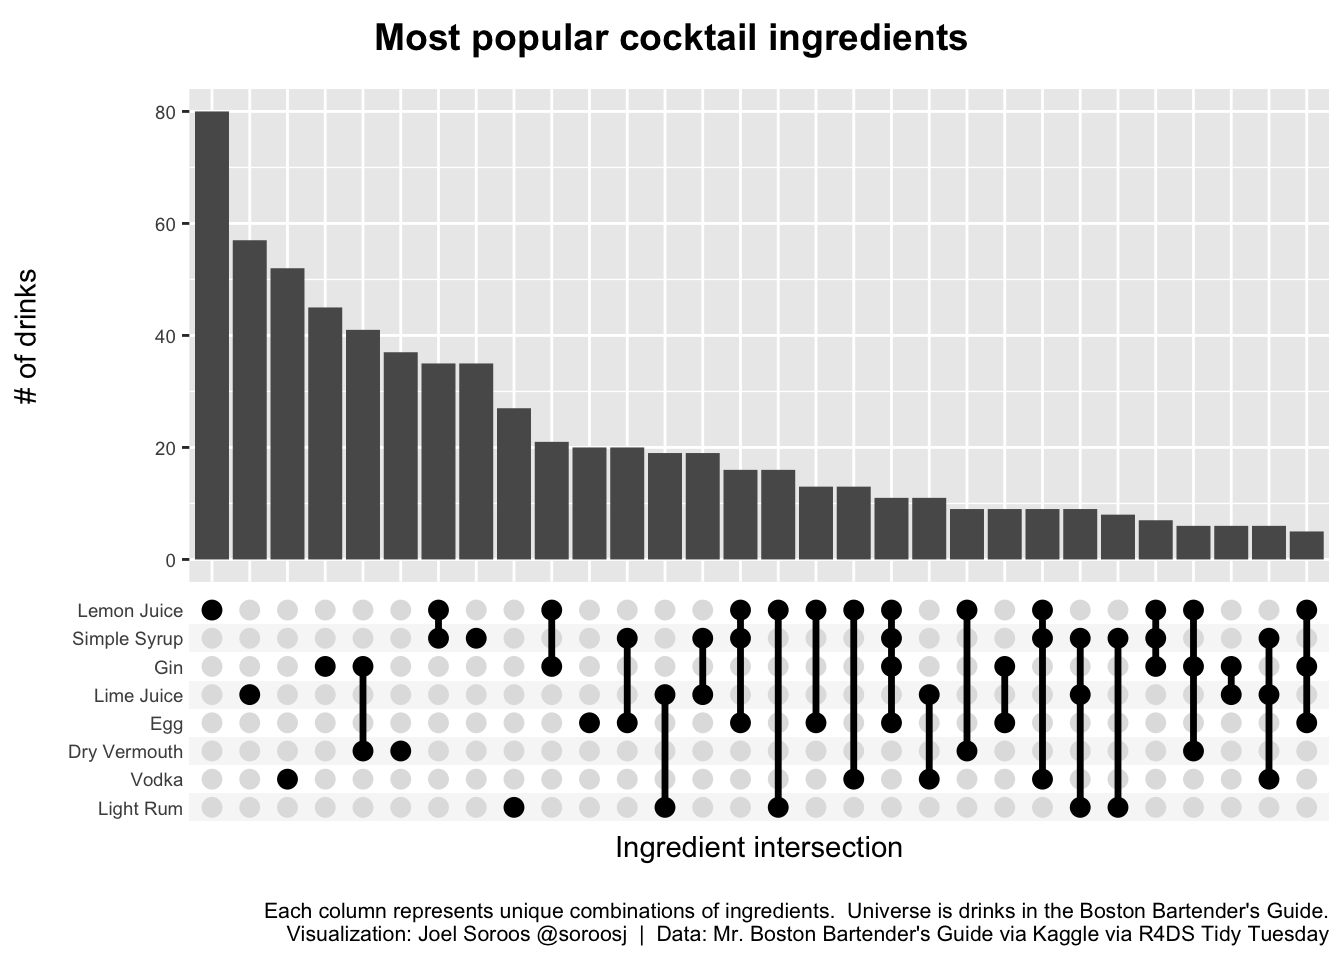 Most popular cocktail ingredients
# of drinks
80
60
40
20
0
Lemon Juice
Simple Syrup
Gin
Lime Juice
Egg
Dry Vermouth
Vodka
Light Rum
Ingredient intersection
Each column represents unique combinations of ingredients.  Universe is drinks in the Boston Bartender's Guide.
Visualization: Joel Soroos @soroosj  |  Data: Mr. Boston Bartender's Guide via Kaggle via R4DS Tidy Tuesday